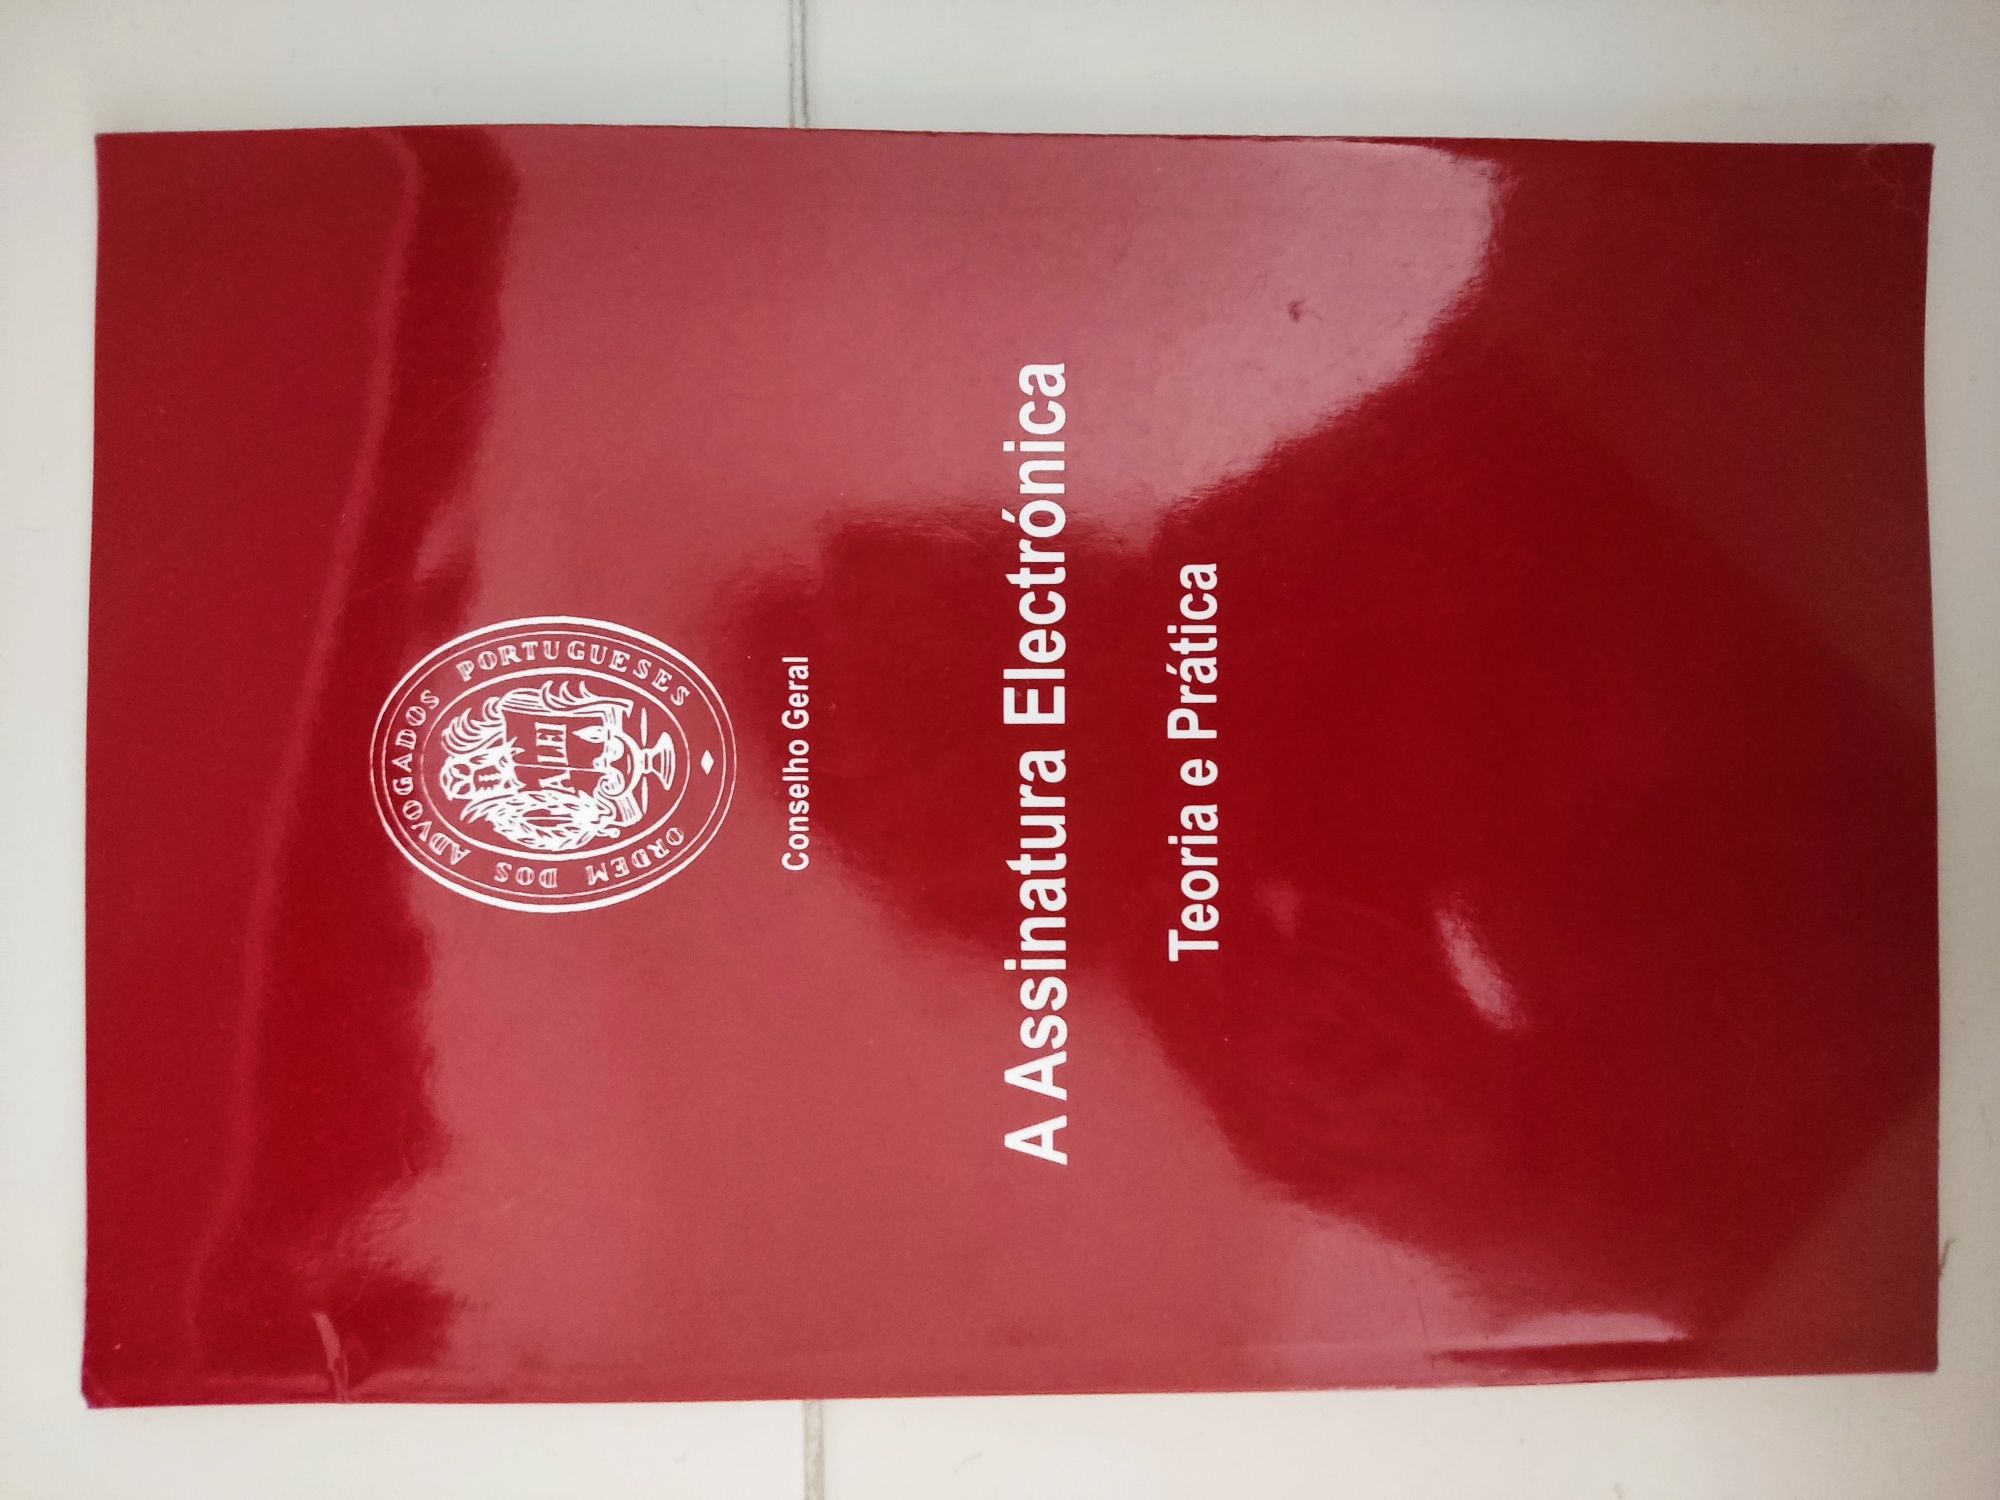 ORDEM DOS ADVOGADOS PORTUGUESES
A LEI
Conselho Geral
A Assinatura Electrónica
Teoria e Prática